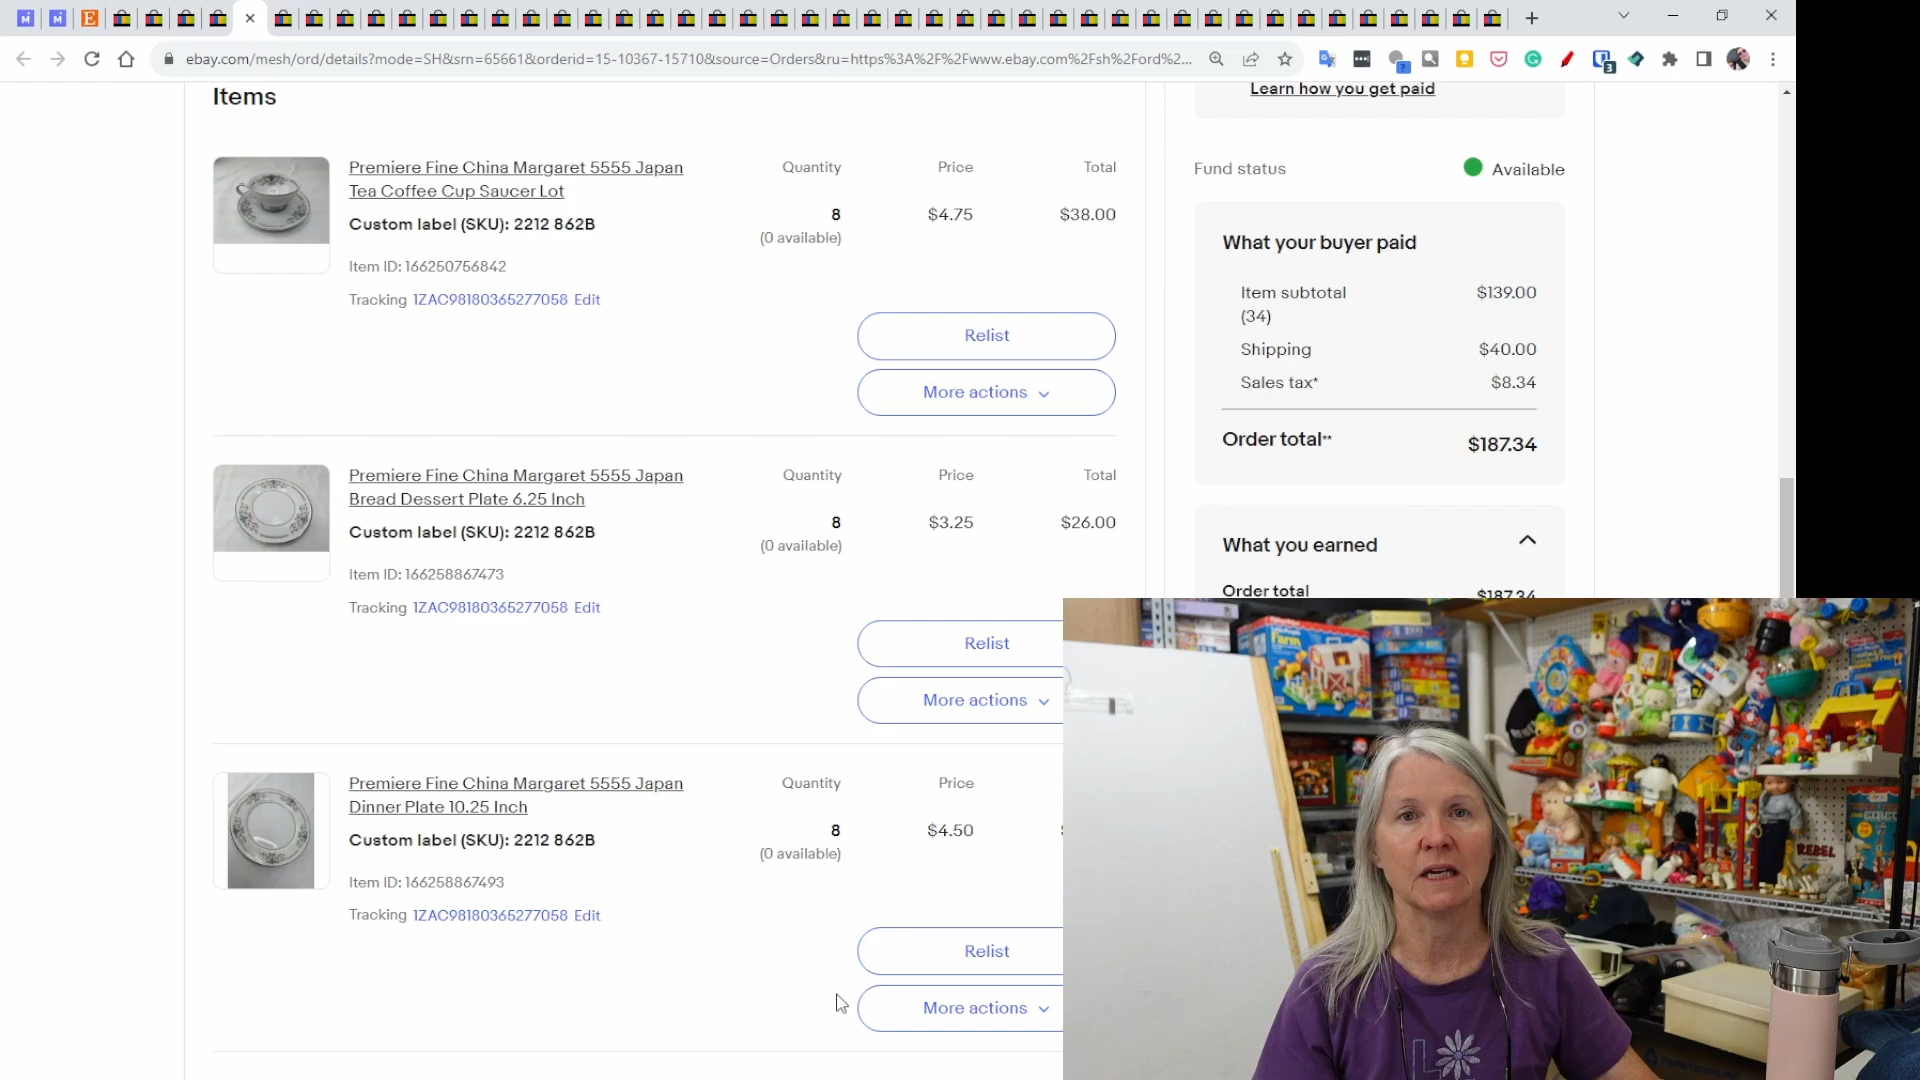 ebay.com/mesh/ord/details?mode=SH&srn=65661&orderid=15-10367-15710&source=Orders&ru=https%3A%2F%2Fwww.ebay.com%2Fsh%2Ford%2...
Items
Learn how you get paid
Fund status Available
Premiere Fine China Margaret 5555 Japan
Tea Coffee Cup Saucer Lot
Custom label (SKU): 2212 862B
Item ID: 166250756842
Tracking 1ZAC98180365277058 Edit
Quantity Price Total
8 $4.75 $38.00
(0 available)
Relist
More actions
Premiere Fine China Margaret 5555 Japan
Bread Dessert Plate 6.25 Inch
Custom label (SKU): 2212 862B
Item ID: 166258867473
Tracking 1ZAC98180365277058 Edit
Quantity Price Total
8 $3.25 $26.00
(0 available)
Relist
More actions
Premiere Fine China Margaret 5555 Japan
Dinner Plate 10.25 Inch
Custom label (SKU): 2212 862B
Item ID: 166258867493
Tracking 1ZAC98180365277058 Edit
Quantity Price
8 $4.50
(0 available)
Relist
More actions
What your buyer paid
Item subtotal $139.00
(34)
Shipping $40.00
Sales tax* $8.34
Order total** $187.34
What you earned
Order total $187.34
Farm
REBEL